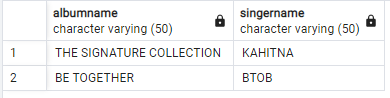 albumname singername
character varying (50) character varying (50)
1 THE SIGNATURE COLLECTION KAHITNA
2 BE TOGETHER BTOB